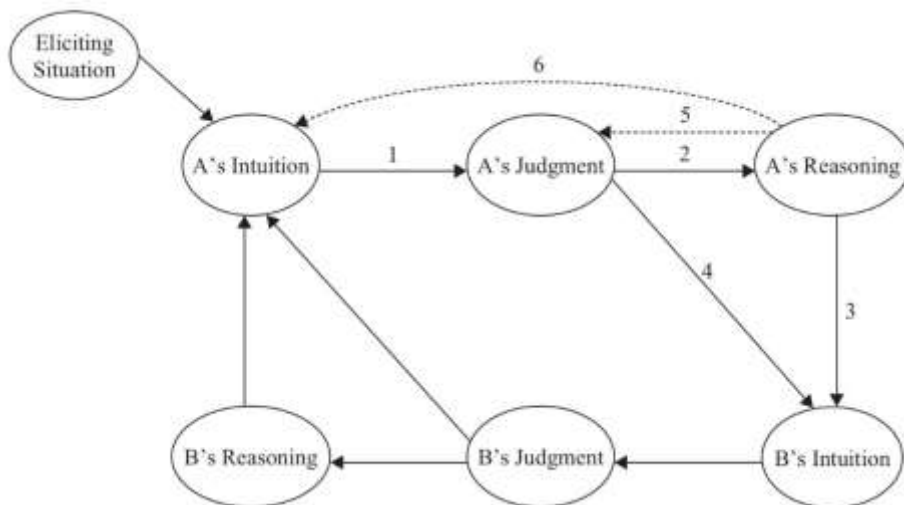 Eliciting
Situation
6
5
A's Intuition
1
A's Judgment
2
A's Reasoning
4
3
B's Reasoning
B's Judgment
B's Intuition